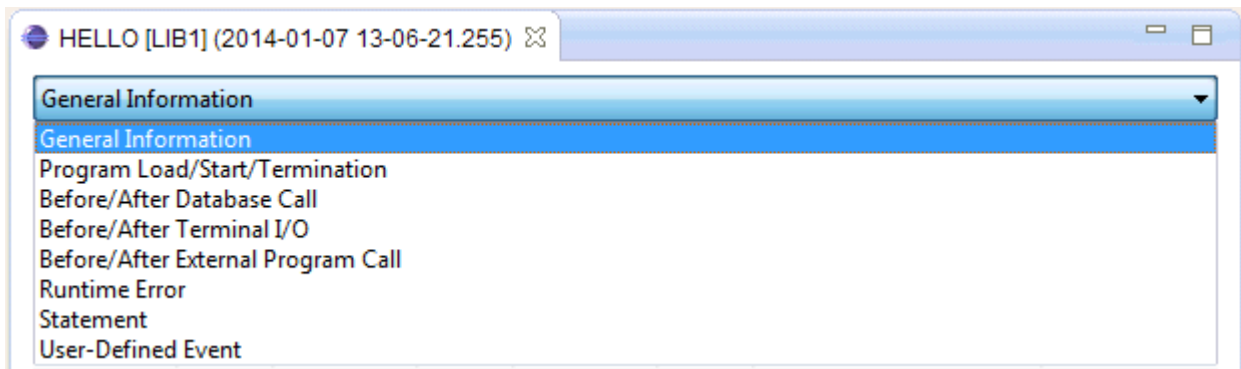 HELLO [LIB1] (2014-01-07 13-06-21.255)
General Information
General Information
Program Load/Start/Termination
Before/After Database Call
Before/After Terminal I/O
Before/After External Program Call
Runtime Error
Statement
User-Defined Event